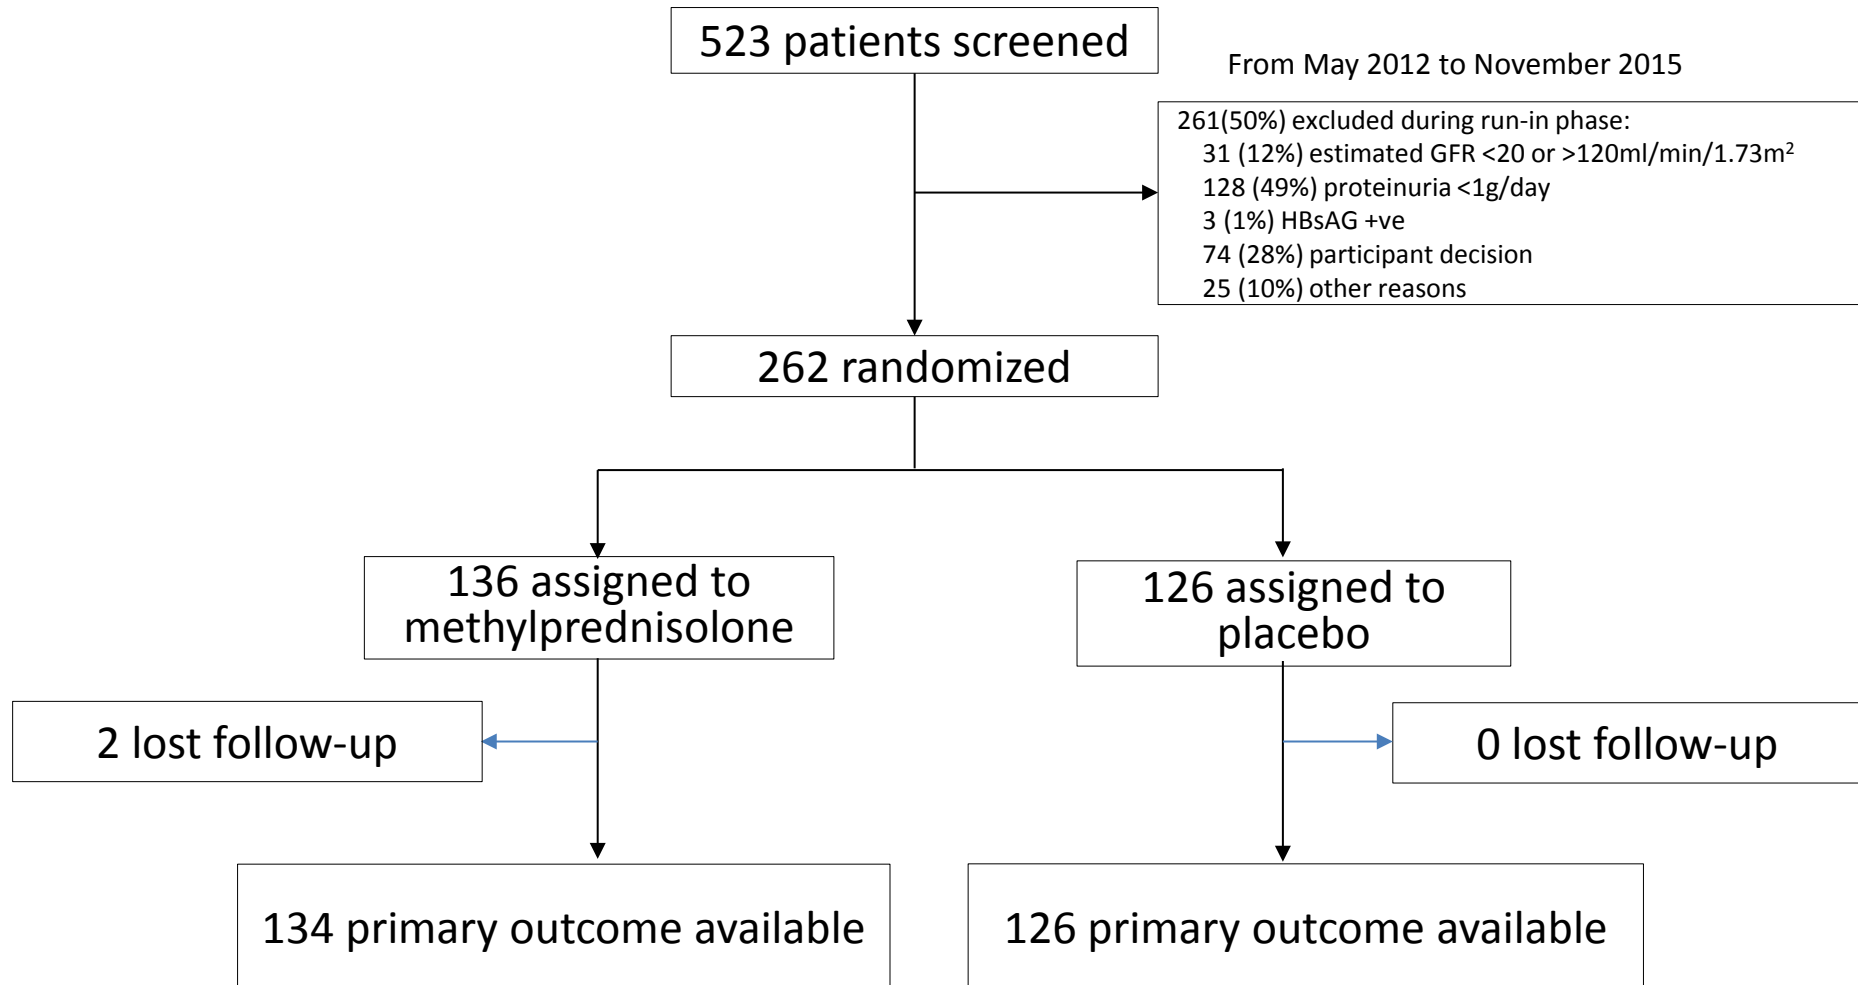 523 patients screened
From May 2012 to November 2015
261(50%) excluded during run-in phase:
31 (12%) estimated GFR <20 or >120ml/min/1.73m²
128 (49%) proteinuria <1g/day
3 (1%) HBsAG +ve
74 (28%) participant decision
25 (10%) other reasons
262 randomized
136 assigned to
methylprednisolone
126 assigned to
placebo
2 lost follow-up
0 lost follow-up
134 primary outcome available
126 primary outcome available